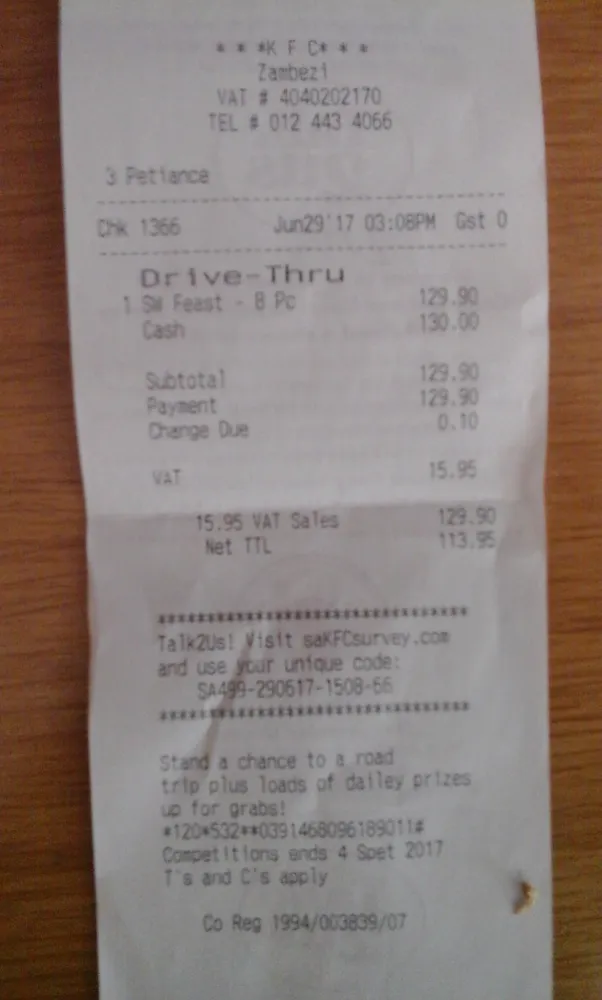 * * *K F C* * *
Zambezi
VAT # 4040202170
TEL # 012 443 4066
3 Petiance
Chk 1366 Jun29'17 03:08PM Gst 0
Drive-Thru
1 SW Feast - 8 Pc 129.90
Cash 130.00
Subtotal 129.90
Payment 129.90
Change Due 0.10
VAT 15.95
15.95 VAT Sales 129.90
Net TTL 113.95
Talk2Us! Visit saKFCsurvey.com
and use your unique code:
SA499-290617-1508-66
Stand a chance to a road
trip plus loads of dailey prizes
up for grabs!
*120*532**0391468096189011#
Competitions ends 4 Spet 2017
T's and C's apply
Co Reg 1994/003839/07